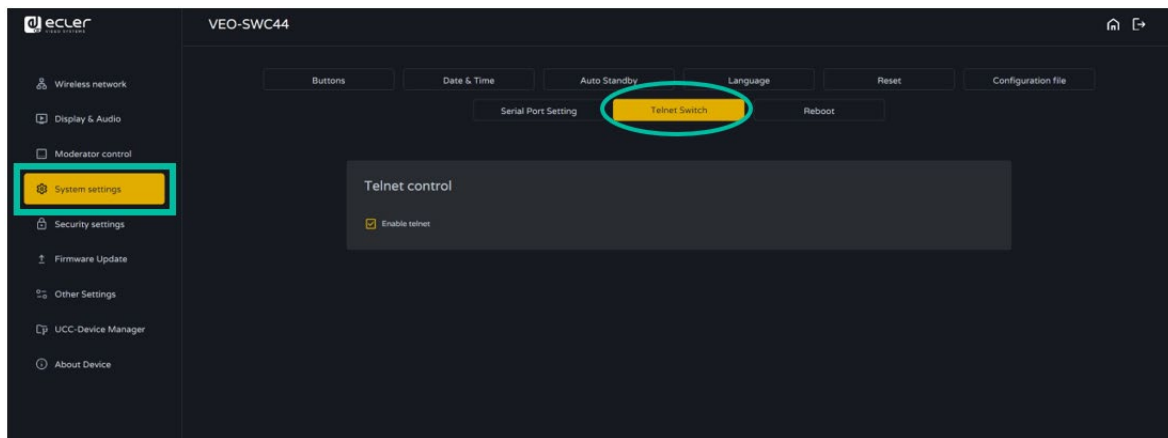 ecler
VEO-SWC44
Wireless network
Display & Audio
Moderator control
System settings
Security settings
Firmware Update
Other Settings
UCC-Device Manager
About Device
Buttons Date & Time Auto Standby Language Reset Configuration file
Serial Port Setting Telnet Switch Reboot
Telnet control
Enable telnet